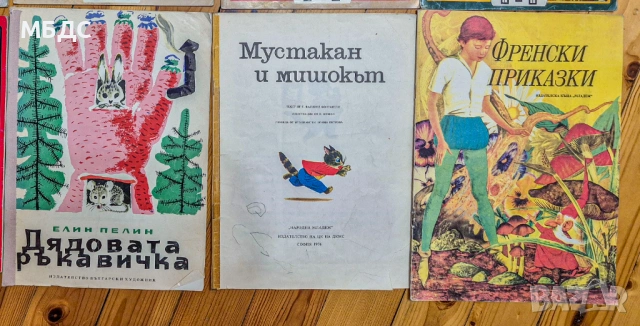 МБДС
ЕЛИН ПЕЛИН
Дядовата
ръкавичка
ИЗДАТЕЛСТВО БЪЛГАРСКИ ХУДОЖНИК
Мустакан
и мишокът
„НАРОДНА МЛАДЕЖ"
ИЗДАТЕЛСТВО НА ЦК НА ДКМС
ФРЕНСКИ
ПРИКАЗКИ
BAZAR